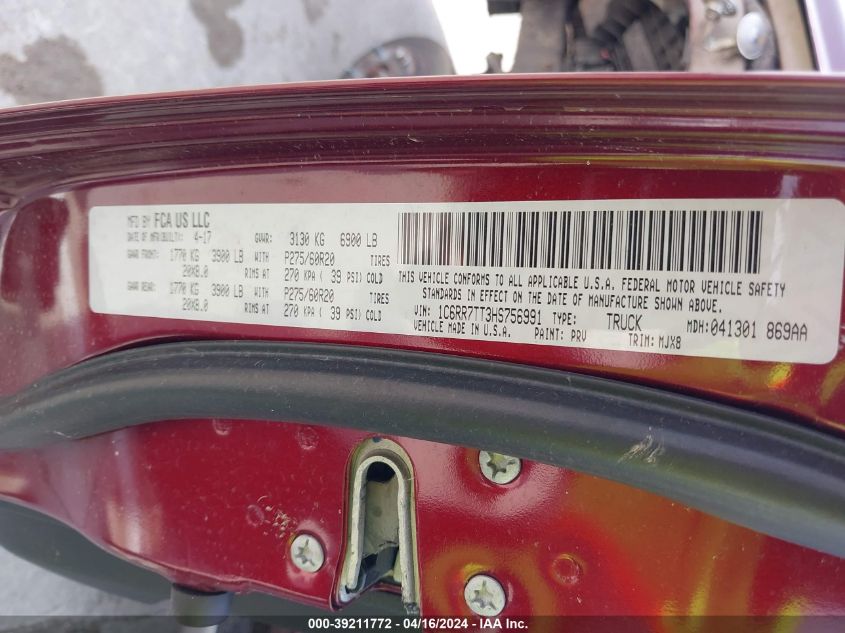 MFD BY FCA US LLC
DATE OF MFR(BUILT): 4-17 GVWR: 3130 KG 6900 LB
GAWR FRONT: 1770 KG 3900 LB WITH P275/60R20 TIRES
20X8.0 RIMS AT 270 KPA ( 39 PSI) COLD
GAWR REAR: 1770 KG 3900 LB WITH P275/60R20 TIRES
20X8.0 RIMS AT 270 KPA ( 39 PSI) COLD
THIS VEHICLE CONFORMS TO ALL APPLICABLE U.S.A. FEDERAL MOTOR VEHICLE SAFETY
STANDARDS IN EFFECT ON THE DATE OF MANUFACTURE SHOWN ABOVE.
VIN: 1C6RR7TT3HS756991 TYPE: TRUCK MDH: 041301 869AA
VEHICLE MADE IN U.S.A. PAINT: PRV TRIM: MJX8
000-39211772 - 04/16/2024 - IAA Inc.